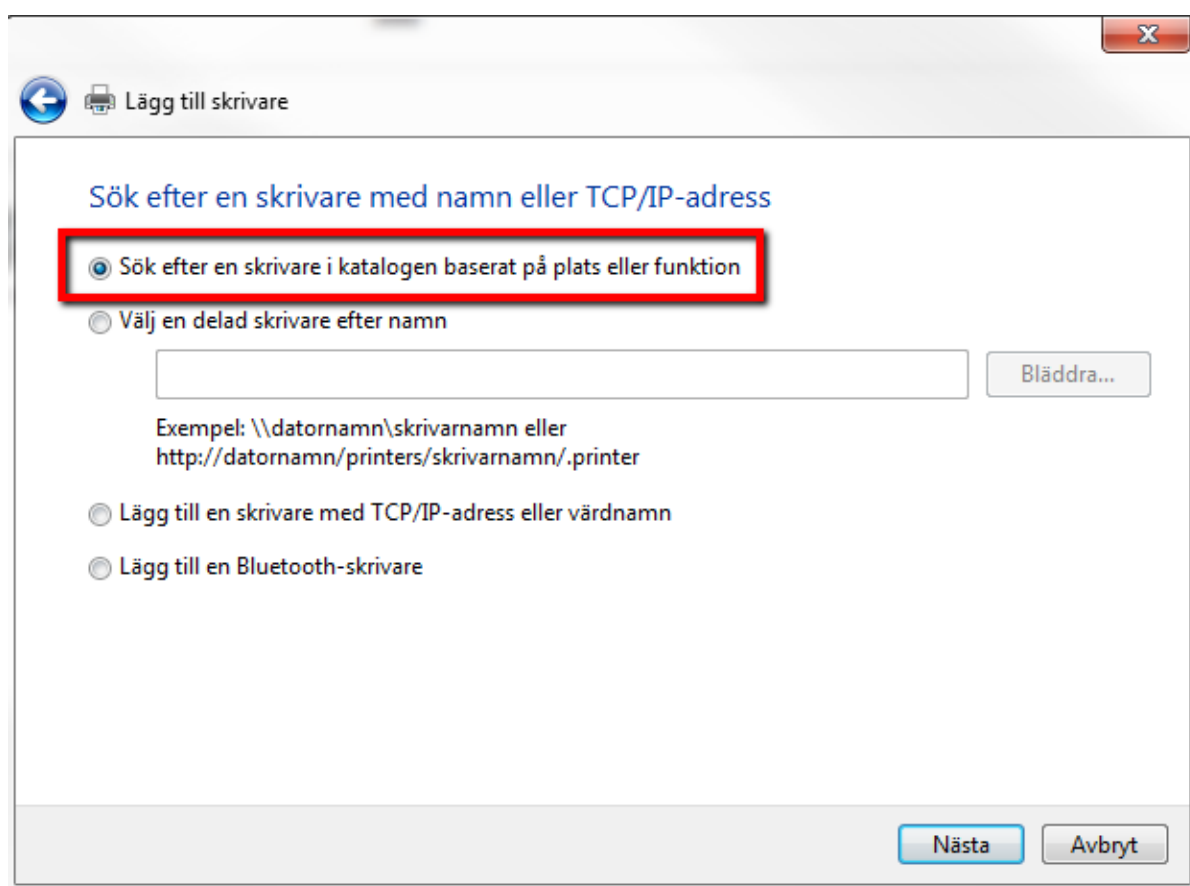 Lägg till skrivare
Sök efter en skrivare med namn eller TCP/IP-adress
Sök efter en skrivare i katalogen baserat på plats eller funktion
Välj en delad skrivare efter namn
Bläddra...
Exempel: \\datornamn\skrivarnamn eller
http://datornamn/printers/skrivarnamn/.printer
Lägg till en skrivare med TCP/IP-adress eller värdnamn
Lägg till en Bluetooth-skrivare
Nästa
Avbryt